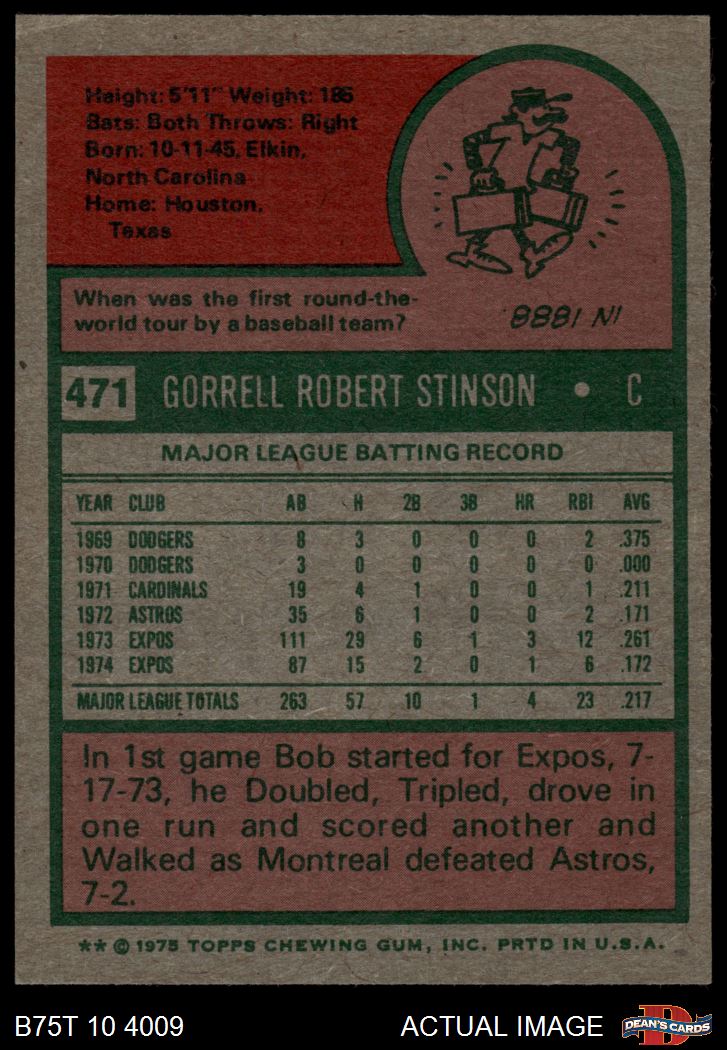 Height: 5'11" Weight: 185
Bats: Both Throws: Right
Born: 10-11-45, Elkin,
North Carolina
Home: Houston,
Texas
When was the first round-the-
world tour by a baseball team?
IN 1888.
471 GORRELL ROBERT STINSON • C
MAJOR LEAGUE BATTING RECORD
YEAR CLUB AB H 2B 3B HR RBI AVG
1969 DODGERS 8 3 0 0 0 2 .375
1970 DODGERS 3 0 0 0 0 0 .000
1971 CARDINALS 19 4 1 0 0 1 .211
1972 ASTROS 35 6 1 0 0 2 .171
1973 EXPOS 111 29 6 1 3 12 .261
1974 EXPOS 87 15 2 0 1 6 .172
MAJOR LEAGUE TOTALS 263 57 10 1 4 23 .217
In 1st game Bob started for Expos, 7-
17-73, he Doubled, Tripled, drove in
one run and scored another and
Walked as Montreal defeated Astros,
7-2.
** © 1975 TOPPS CHEWING GUM, INC. PRTD IN U.S.A.
B75T 10 4009 ACTUAL IMAGE D DEAN'S CARDS